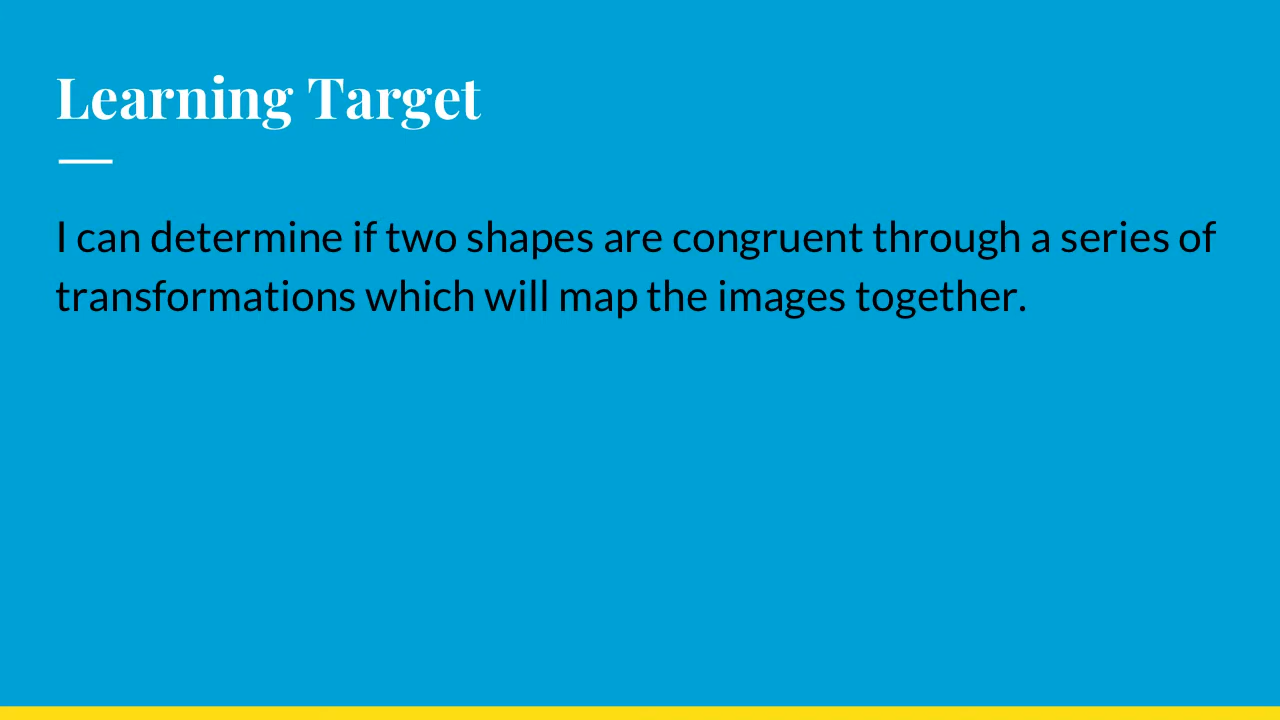 Learning Target
I can determine if two shapes are congruent through a series of
transformations which will map the images together.